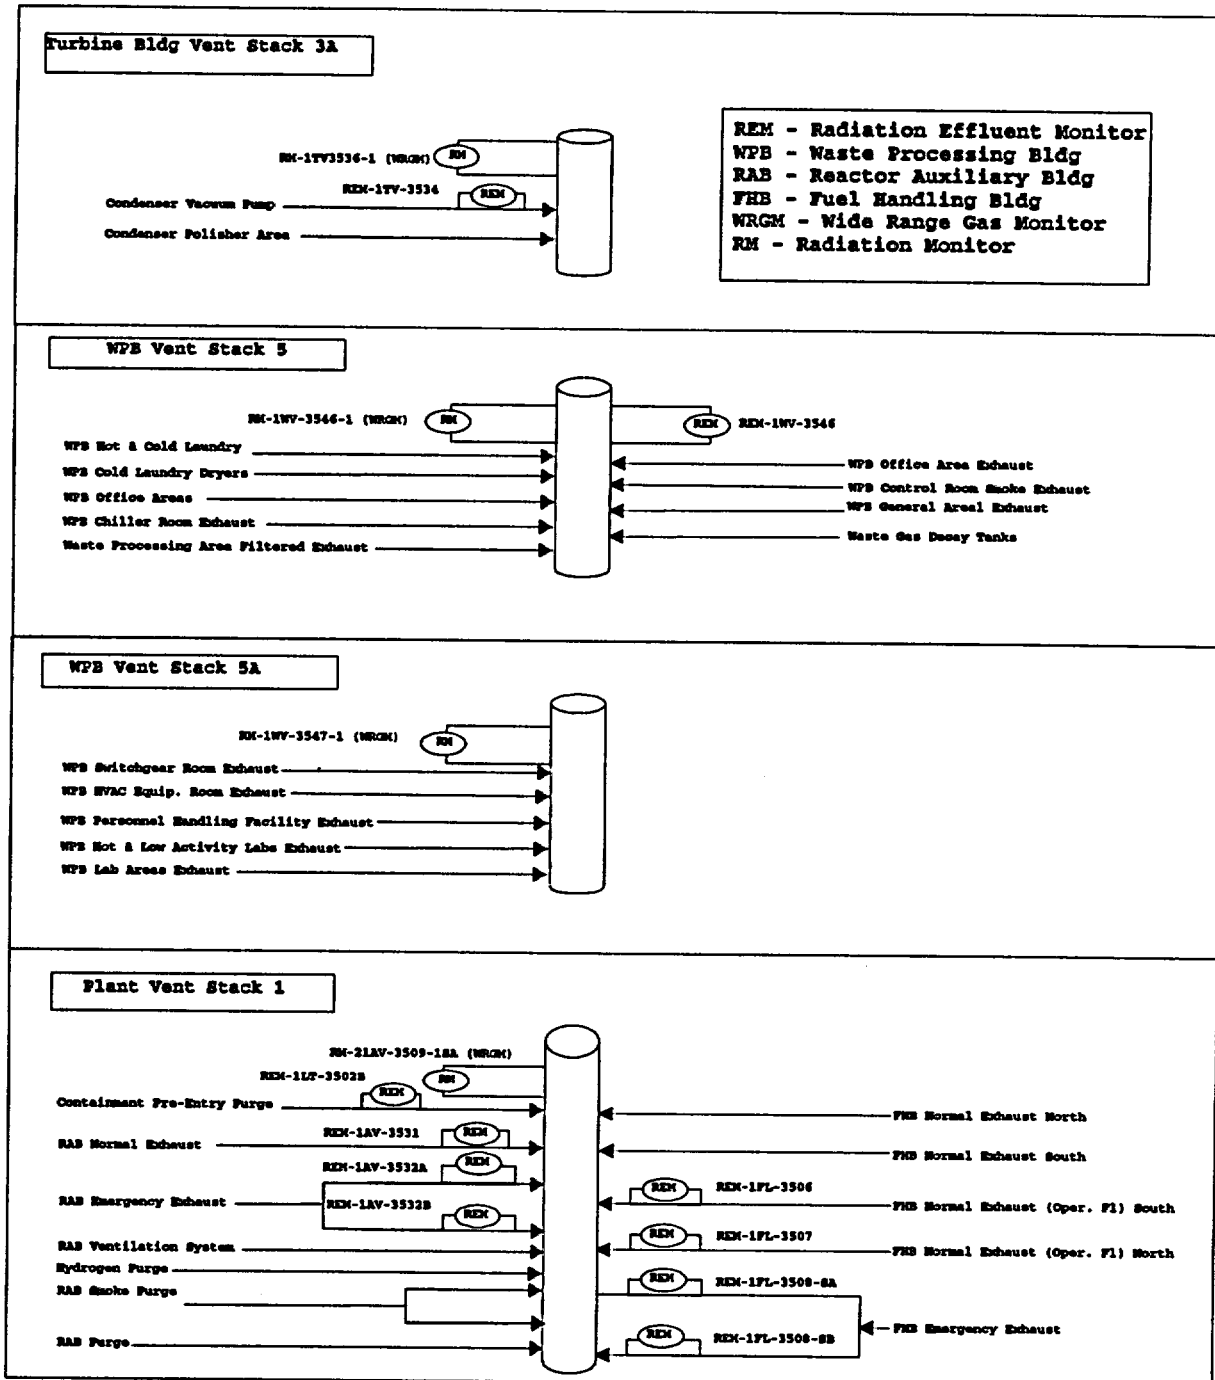 Turbine Bldg Vent Stack 3A
REM - Radiation Effluent Monitor
WPB - Waste Processing Bldg
RAB - Reactor Auxiliary Bldg
FHB - Fuel Handling Bldg
WRGM - Wide Range Gas Monitor
RM - Radiation Monitor
RM-1TV3536-1 (WRGM)
RM
REM-1TV-3534
REM
Condenser Vacuum Pump
Condenser Polisher Area
WPB Vent Stack 5
RM-1WV-3546-1 (WRGM)
RM
REM
REM-1WV-3546
WPB Hot & Cold Laundry
WPB Cold Laundry Dryers
WPB Office Areas
WPB Chiller Room Exhaust
Waste Processing Area Filtered Exhaust
WPB Office Area Exhaust
WPB Control Room Smoke Exhaust
WPB General Areal Exhaust
Waste Gas Decay Tanks
WPB Vent Stack 5A
RM-1WV-3547-1 (WRGM)
RM
WPB Switchgear Room Exhaust
WPB HVAC Equip. Room Exhaust
WPB Personnel Handling Facility Exhaust
WPB Hot & Low Activity Labs Exhaust
WPB Lab Areas Exhaust
Plant Vent Stack 1
RM-21AV-3509-1SA (WRGM)
RM
REM-1LT-3502B
REM
Containment Pre-Entry Purge
REM-1AV-3531
REM
RAB Normal Exhaust
REM-1AV-3532A
REM
RAB Emergency Exhaust
REM-1AV-3532B
REM
RAB Ventilation System
Hydrogen Purge
RAB Smoke Purge
RAB Purge
FHB Normal Exhaust North
FHB Normal Exhaust South
REM
REM-1FL-3506
FHB Normal Exhaust (Oper. Fl) South
REM
REM-1FL-3507
FHB Normal Exhaust (Oper. Fl) North
REM
REM-1FL-3508-SA
FHB Emergency Exhaust
REM
REM-1FL-3508-SB